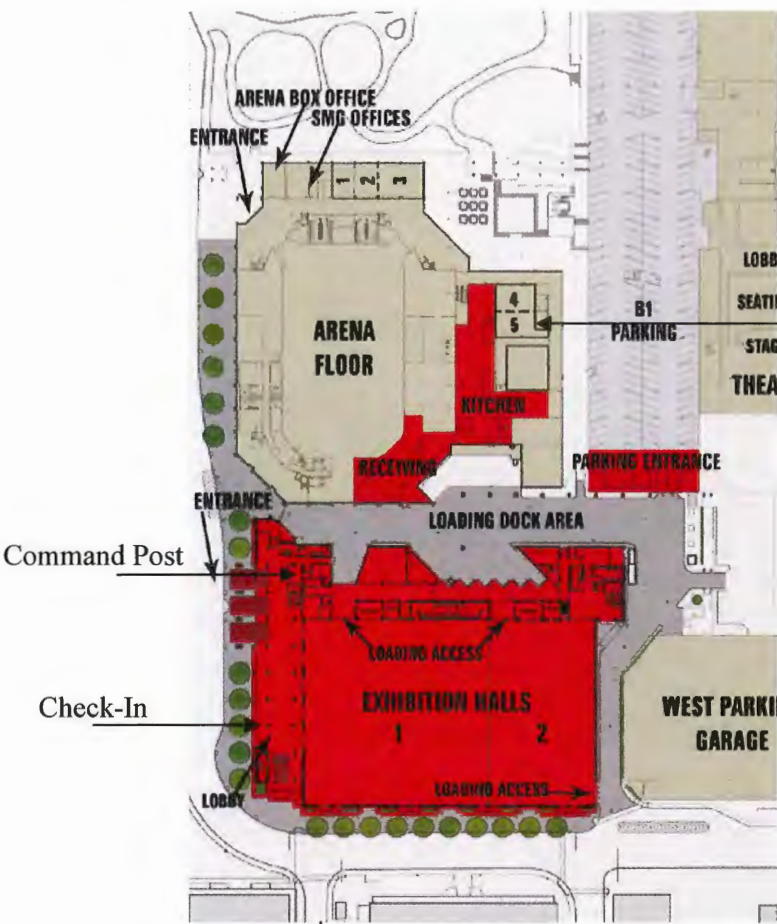 ARENA BOX OFFICE
SMG OFFICES
ENTRANCE
1 2 3
LOBB
4
5
B1
PARKING
SEATIN
STAG
THEA
ARENA
FLOOR
KITCHEN
RECEIVING
PARKING ENTRANCE
ENTRANCE
LOADING DOCK AREA
Command Post
LOADING ACCESS
Check-In
EXHIBITION HALLS
1 2
WEST PARKI
GARAGE
LOADING ACCESS
LOBBY